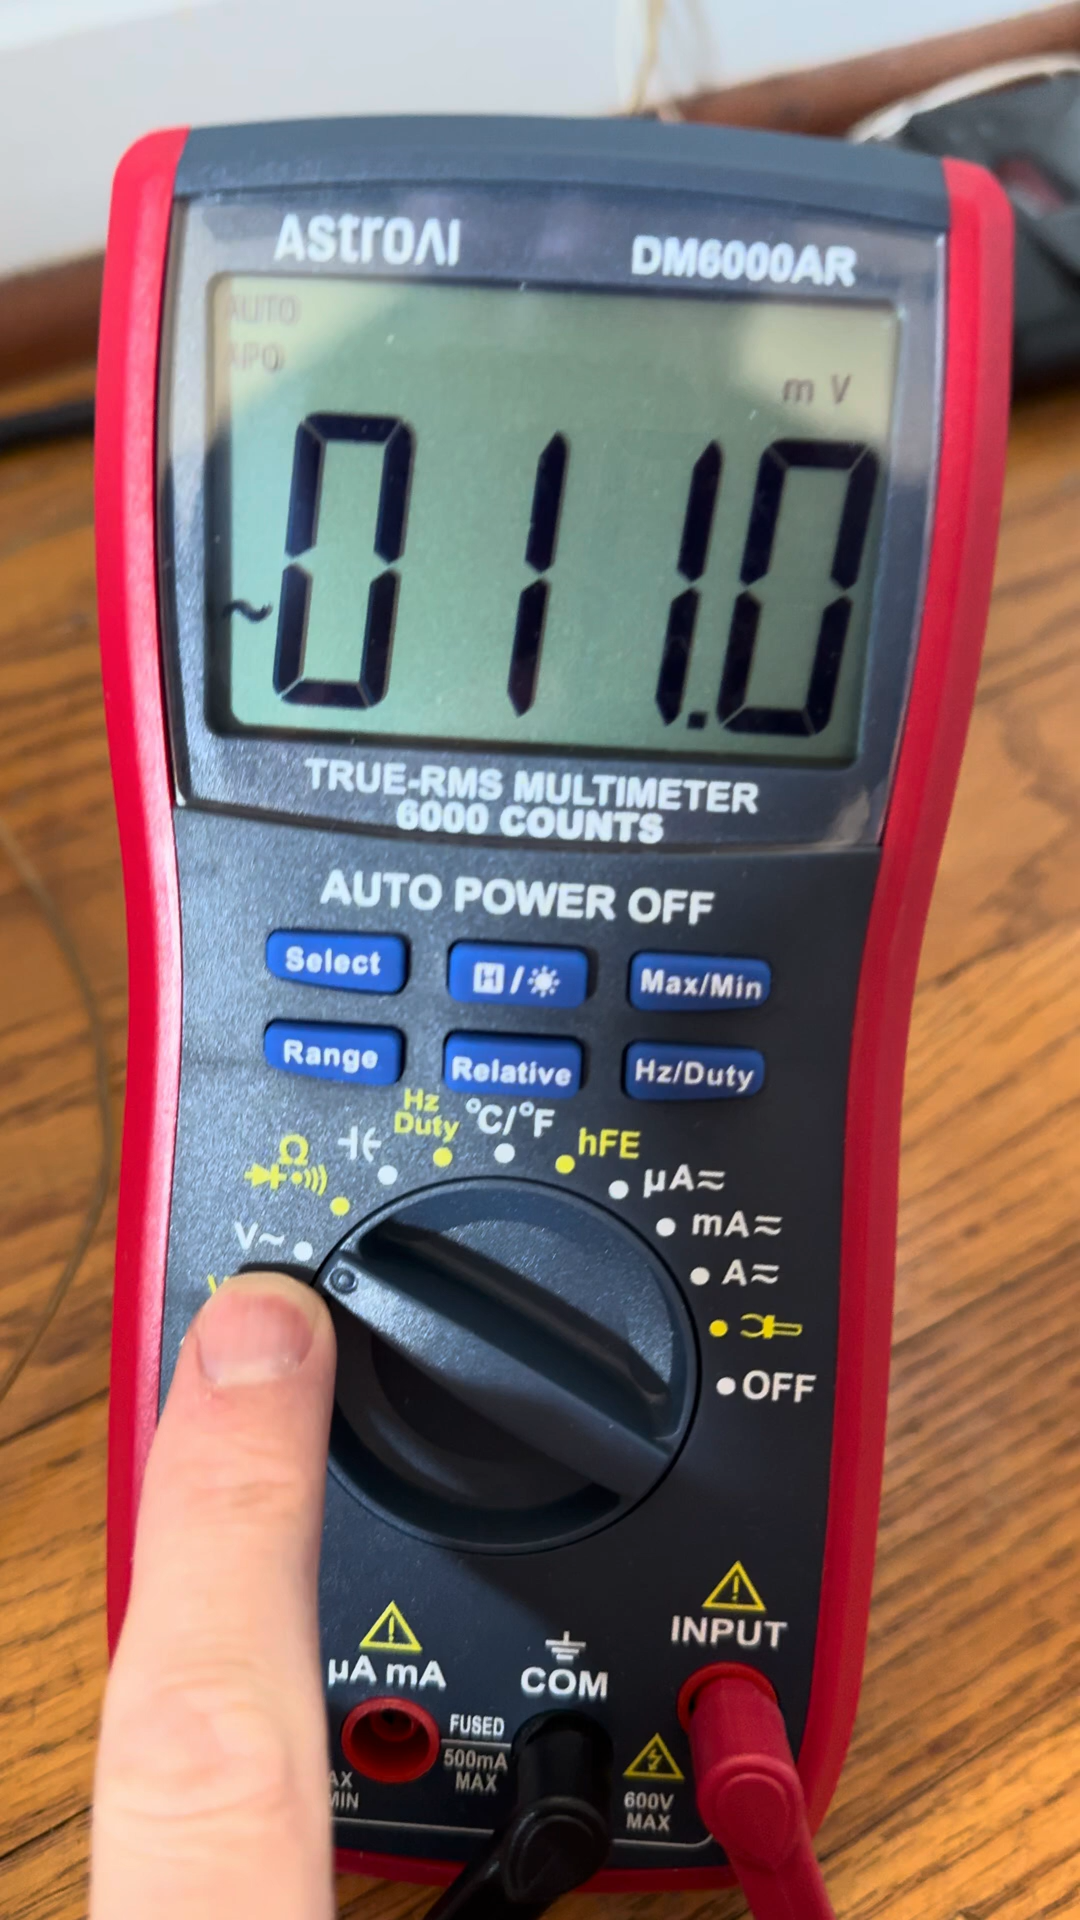 AstroAI DM6000AR
AUTO
APO
m V
~ 011.0
TRUE-RMS MULTIMETER
6000 COUNTS
AUTO POWER OFF
Select H / Max/Min
Range Relative Hz/Duty
Hz
Duty
°C/°F
hFE
Ω
μA≂
mA≂
A≂
V~
V
OFF
INPUT
μA mA
COM
FUSED
500mA
MAX
600V
MAX